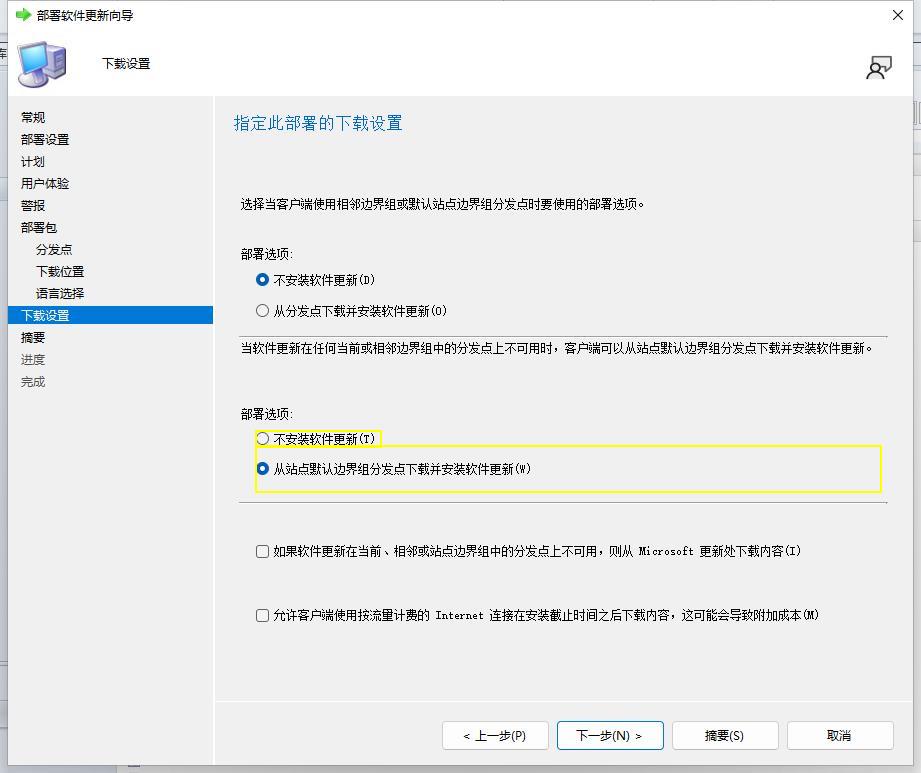 部署软件更新向导
下载设置
常规
部署设置
计划
用户体验
警报
部署包
分发点
下载位置
语言选择
下载设置
摘要
进度
完成
指定此部署的下载设置
选择当客户端使用相邻边界组或默认站点边界组分发点时要使用的部署选项。
部署选项:
不安装软件更新(D)
从分发点下载并安装软件更新(O)
当软件更新在任何当前或相邻边界组中的分发点上不可用时，客户端可以从站点默认边界组分发点下载并安装软件更新。
部署选项:
不安装软件更新(T)
从站点默认边界组分发点下载并安装软件更新(W)
如果软件更新在当前、相邻或站点边界组中的分发点上不可用，则从 Microsoft 更新处下载内容(I)
允许客户端使用按流量计费的 Internet 连接在安装截止时间之后下载内容，这可能会导致附加成本(M)
< 上一步(P)
下一步(N) >
摘要(S)
取消